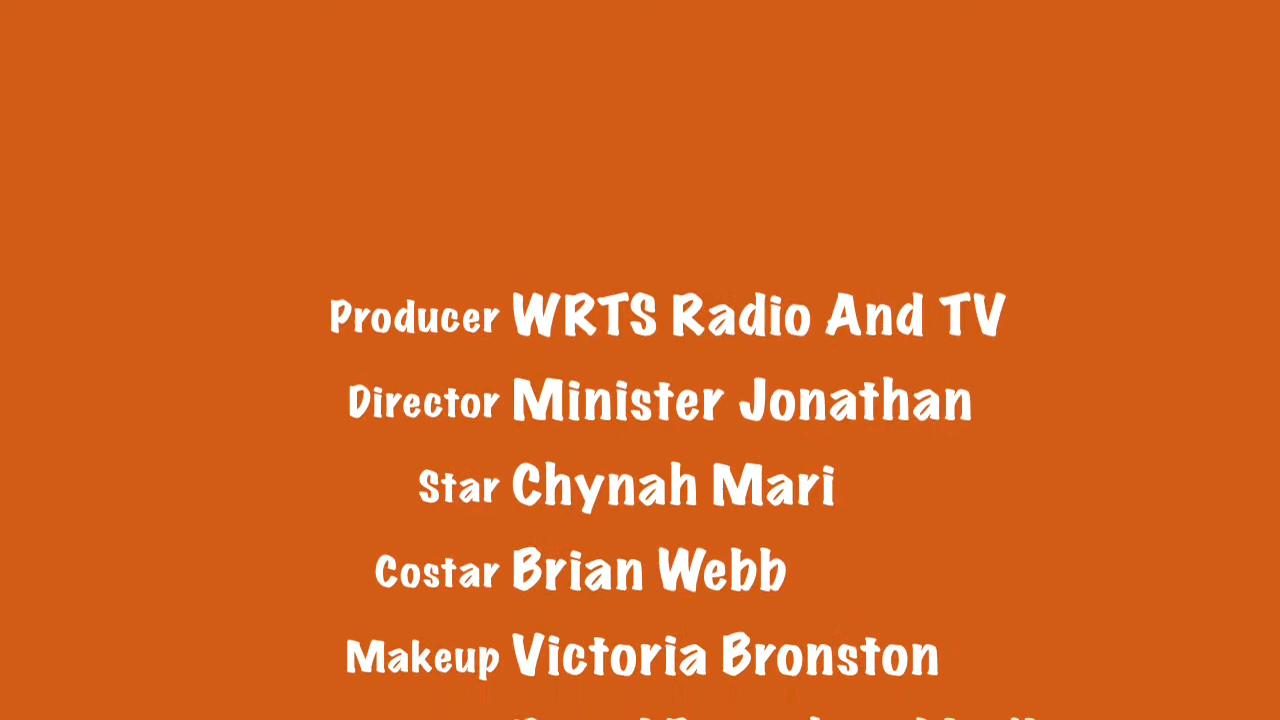 Producer WRTS Radio And TV
Director Minister Jonathan
Star Chynah Mari
Costar Brian Webb
Makeup Victoria Bronston